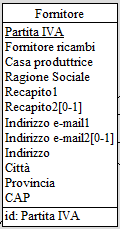 Fornitore
Partita IVA
Fornitore ricambi
Casa produttrice
Ragione Sociale
Recapito1
Recapito2[0-1]
Indirizzo e-mail1
Indirizzo e-mail2[0-1]
Indirizzo
Città
Provincia
CAP
id: Partita IVA